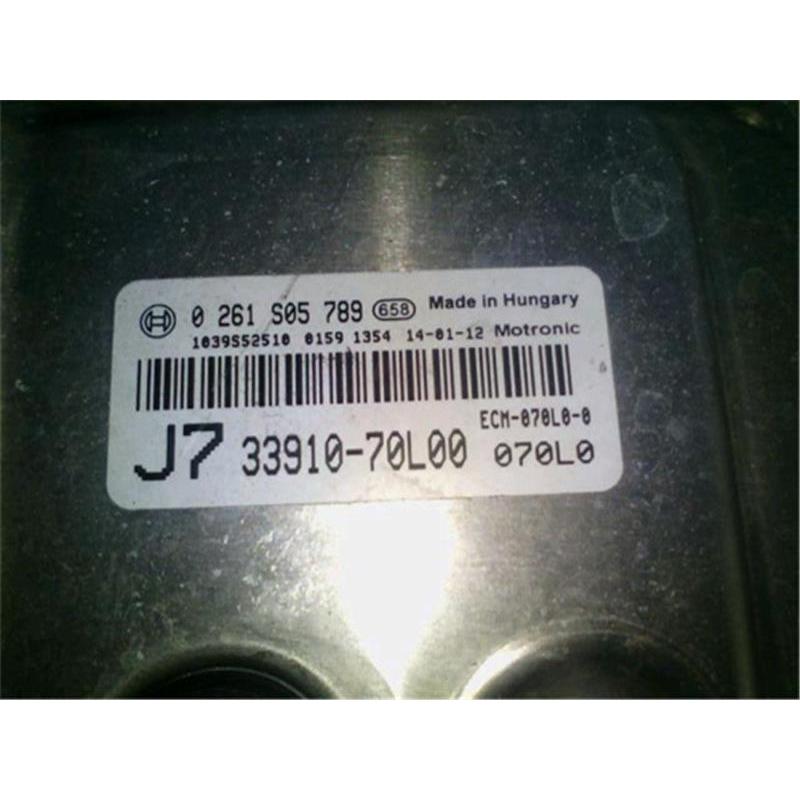 0 261 S05 789 658 Made in Hungary
1039S52510 0159 1354 14-01-12 Motronic
ECM-070L0-0
J7 33910-70L00 070L0